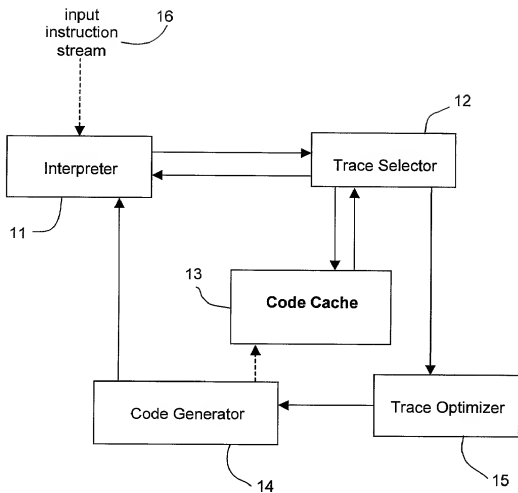 input
instruction
stream
16
12
Interpreter
Trace Selector
11
13
Code Cache
Code Generator
Trace Optimizer
14
15